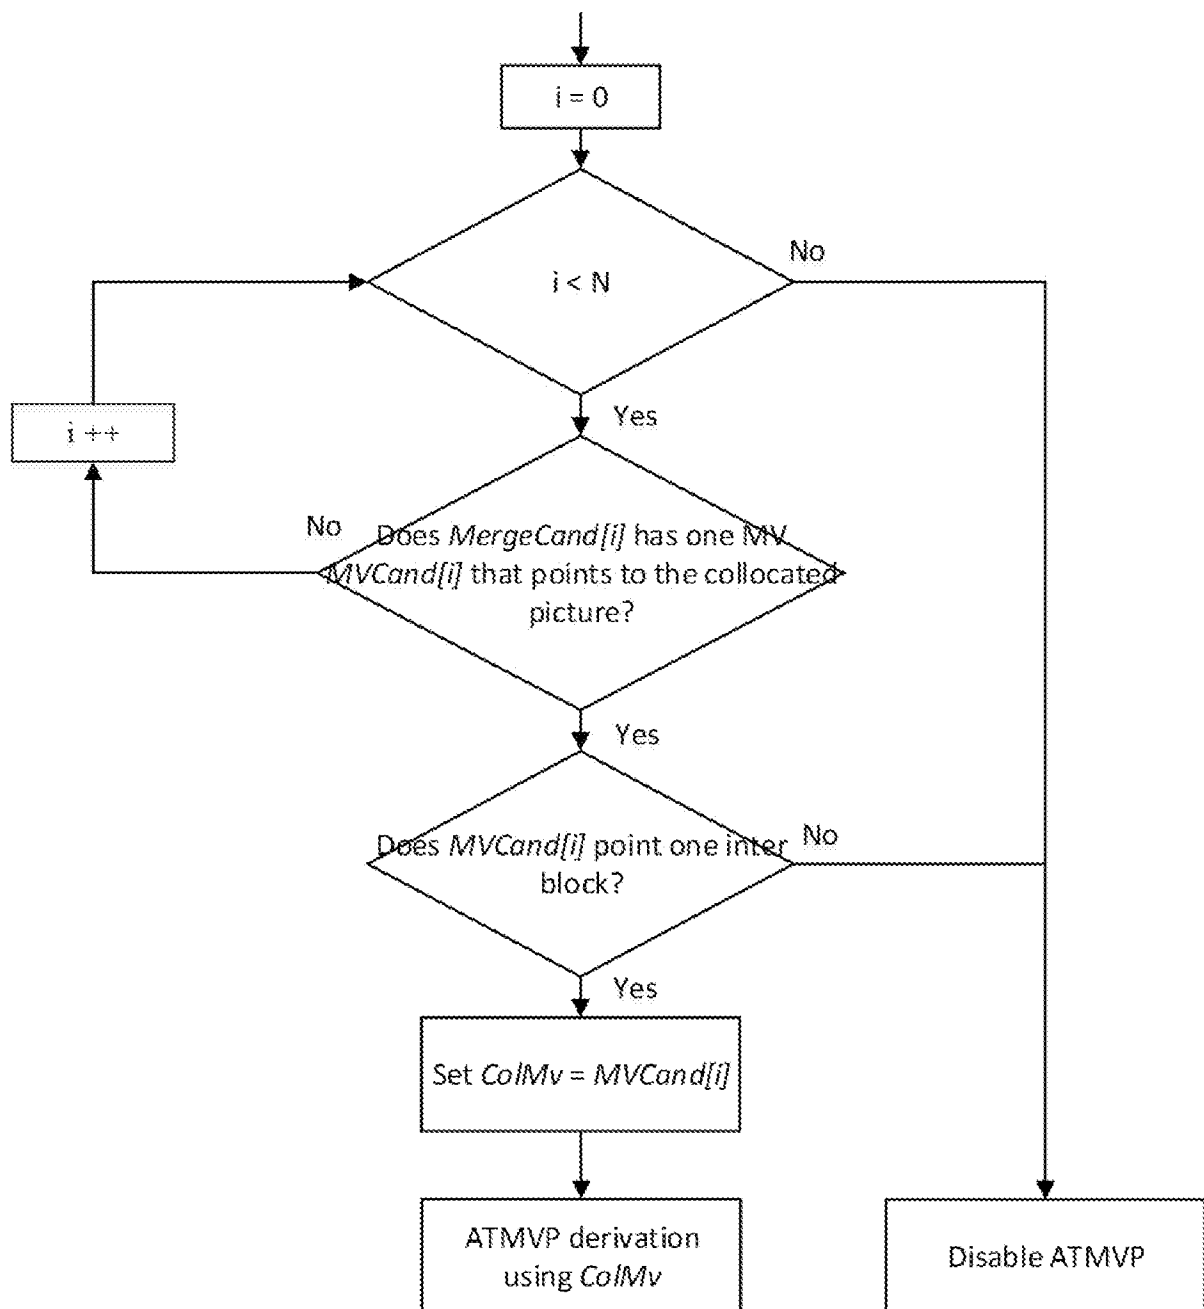 i = 0
No
i < N
Yes
i ++
No
Does MergeCand[i] has one MV
MVCand[i] that points to the collocated
picture?
Yes
Does MVCand[i] point one inter
block?
No
Yes
Set ColMv = MVCand[i]
ATMVP derivation
using ColMv
Disable ATMVP